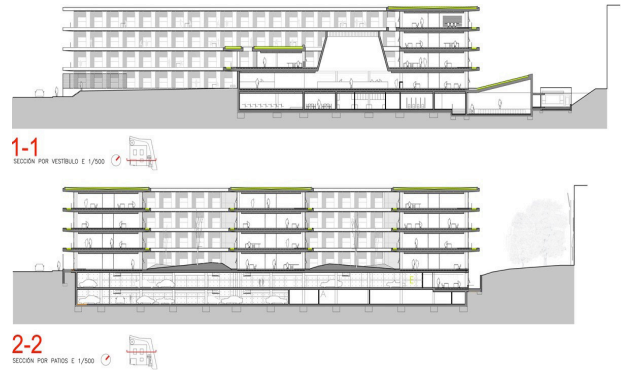 1-1
SECCIÓN POR VESTÍBULO E 1/500
2-2
SECCIÓN POR PATIOS E 1/500